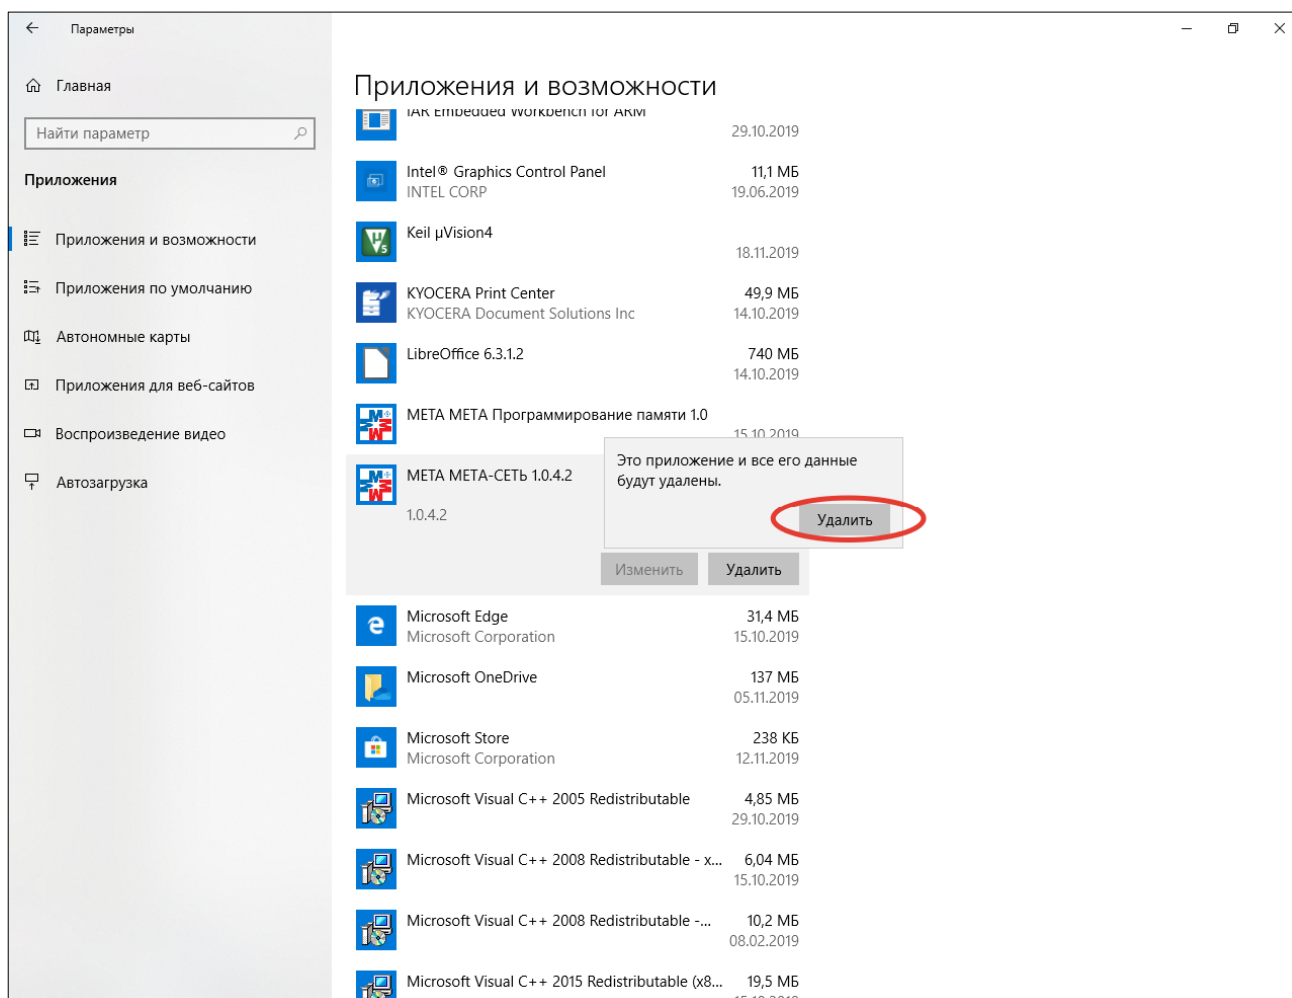 Параметры
Главная
Найти параметр
Приложения
Приложения и возможности
Приложения по умолчанию
Автономные карты
Приложения для веб-сайтов
Воспроизведение видео
Автозагрузка
Приложения и возможности
IAR Embedded Workbench for ARM
29.10.2019
Intel® Graphics Control Panel 11,1 МБ
INTEL CORP 19.06.2019
Keil µVision4
18.11.2019
KYOCERA Print Center 49,9 МБ
KYOCERA Document Solutions Inc 14.10.2019
LibreOffice 6.3.1.2 740 МБ
14.10.2019
МЕТА МЕТА Программирование памяти 1.0
15.10.2019
МЕТА МЕТА-СЕТЬ 1.0.4.2
1.0.4.2
Это приложение и все его данные
будут удалены.
Удалить
Изменить Удалить
Microsoft Edge 31,4 МБ
Microsoft Corporation 15.10.2019
Microsoft OneDrive 137 МБ
05.11.2019
Microsoft Store 238 КБ
Microsoft Corporation 12.11.2019
Microsoft Visual C++ 2005 Redistributable 4,85 МБ
29.10.2019
Microsoft Visual C++ 2008 Redistributable - x... 6,04 МБ
15.10.2019
Microsoft Visual C++ 2008 Redistributable -... 10,2 МБ
08.02.2019
Microsoft Visual C++ 2015 Redistributable (x8... 19,5 МБ